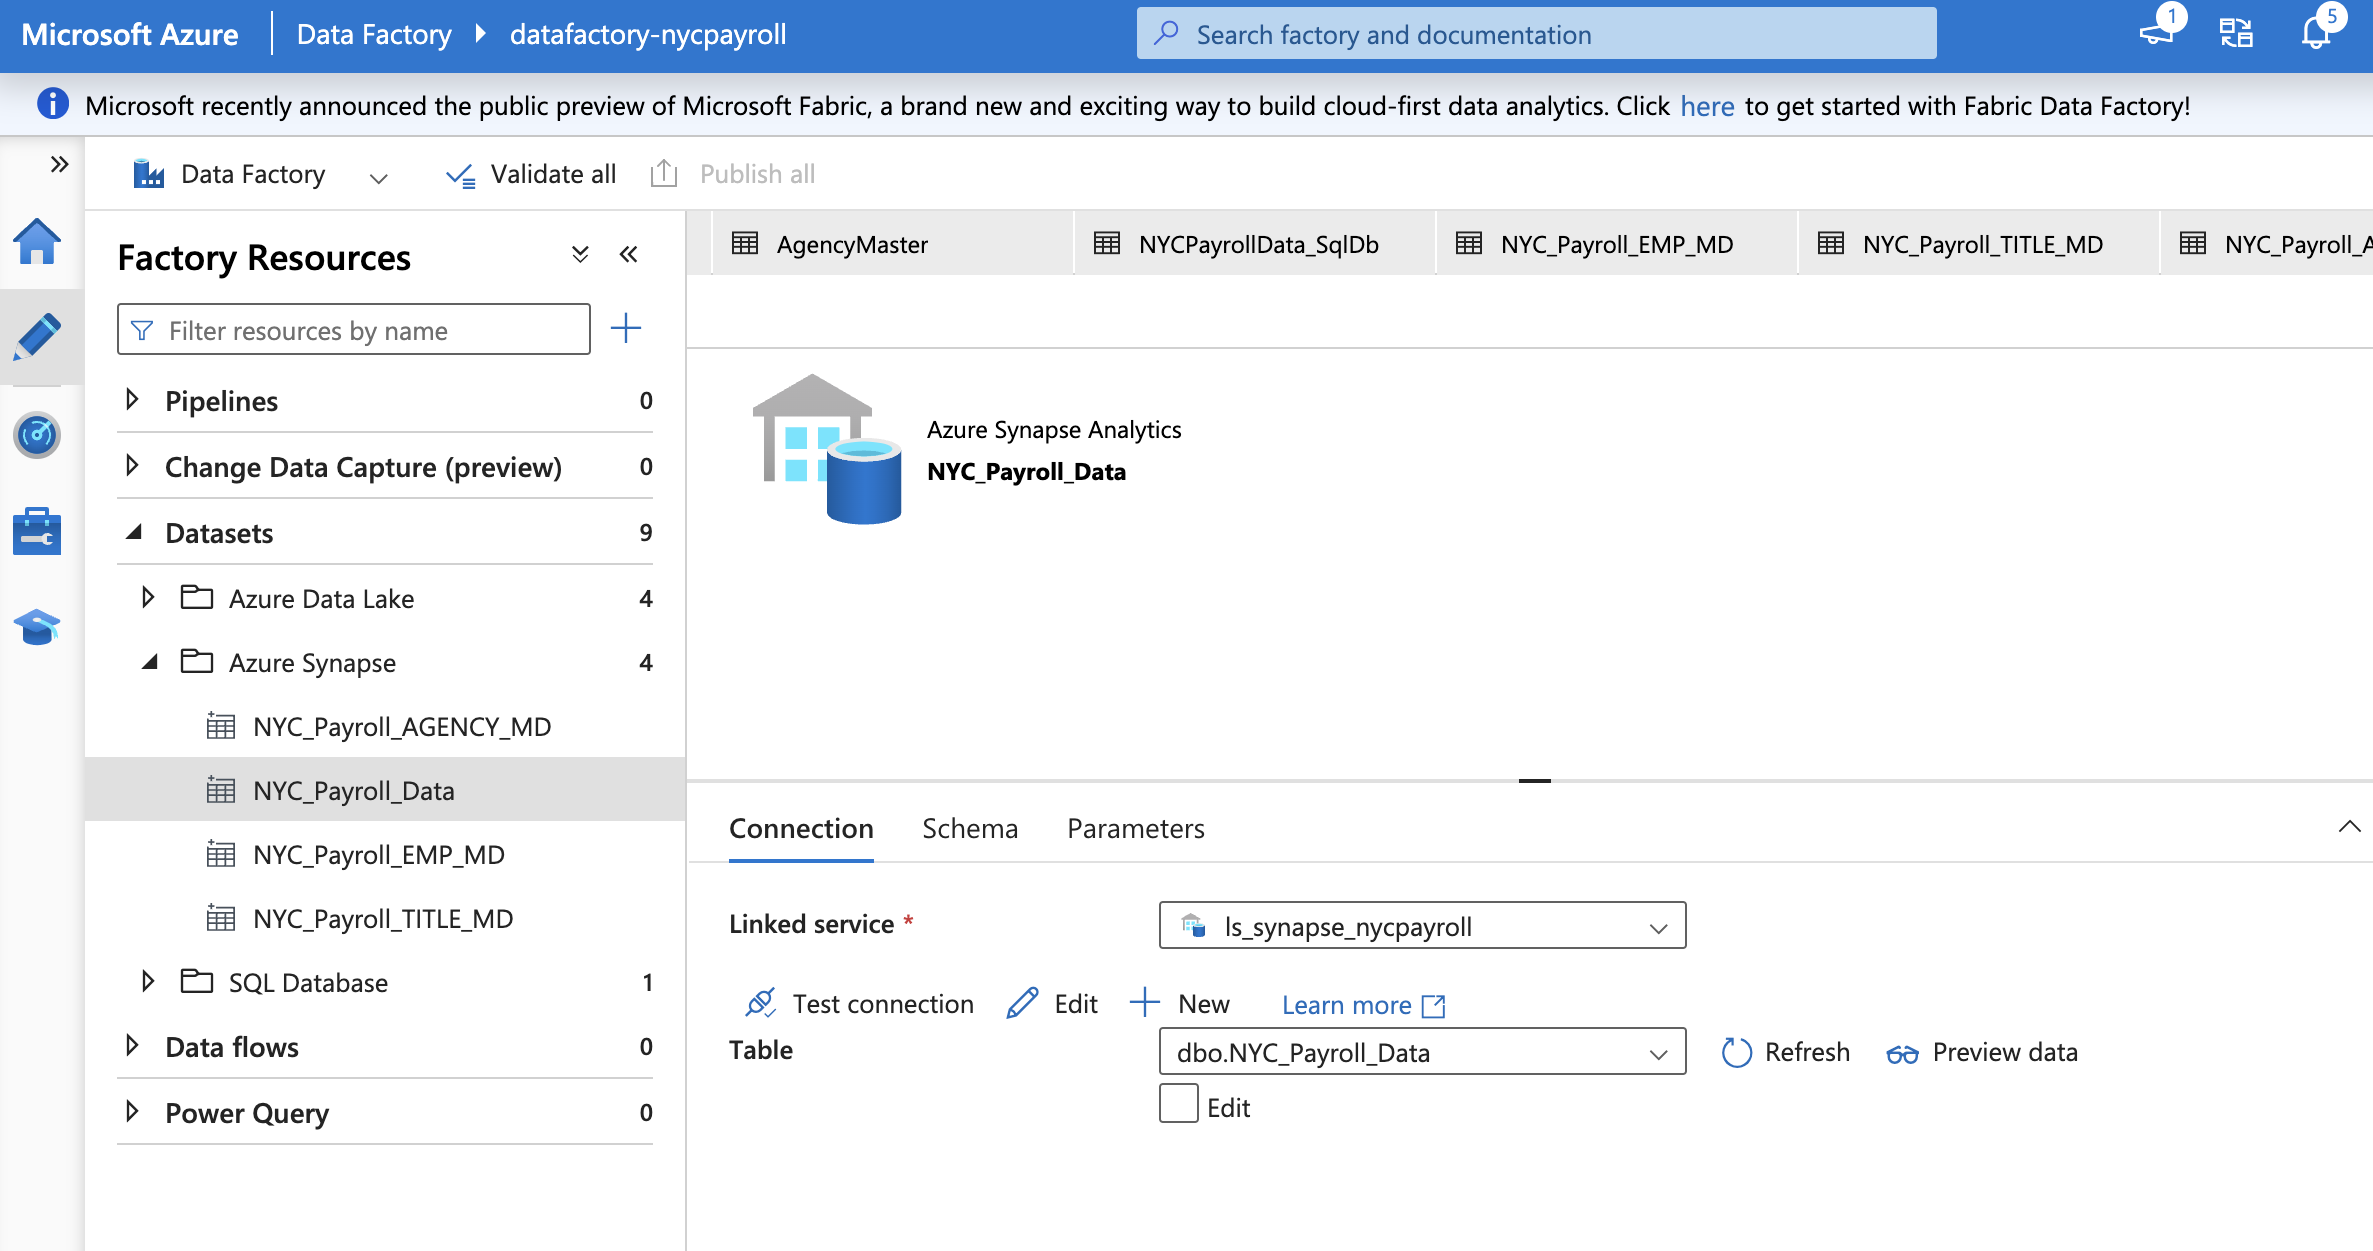 Microsoft Azure
Data Factory
datafactory-nycpayroll
Search factory and documentation
1
5
Microsoft recently announced the public preview of Microsoft Fabric, a brand new and exciting way to build cloud-first data analytics. Click here to get started with Fabric Data Factory!
Data Factory
Validate all
Publish all
Factory Resources
Filter resources by name
Pipelines 0
Change Data Capture (preview) 0
Datasets 9
Azure Data Lake 4
Azure Synapse 4
NYC_Payroll_AGENCY_MD
NYC_Payroll_Data
NYC_Payroll_EMP_MD
NYC_Payroll_TITLE_MD
SQL Database 1
Data flows 0
Power Query 0
AgencyMaster
NYCPayrollData_SqlDb
NYC_Payroll_EMP_MD
NYC_Payroll_TITLE_MD
NYC_Payroll_A
Azure Synapse Analytics
NYC_Payroll_Data
Connection
Schema
Parameters
Linked service *
ls_synapse_nycpayroll
Test connection
Edit
New
Learn more
Table
dbo.NYC_Payroll_Data
Refresh
Preview data
Edit